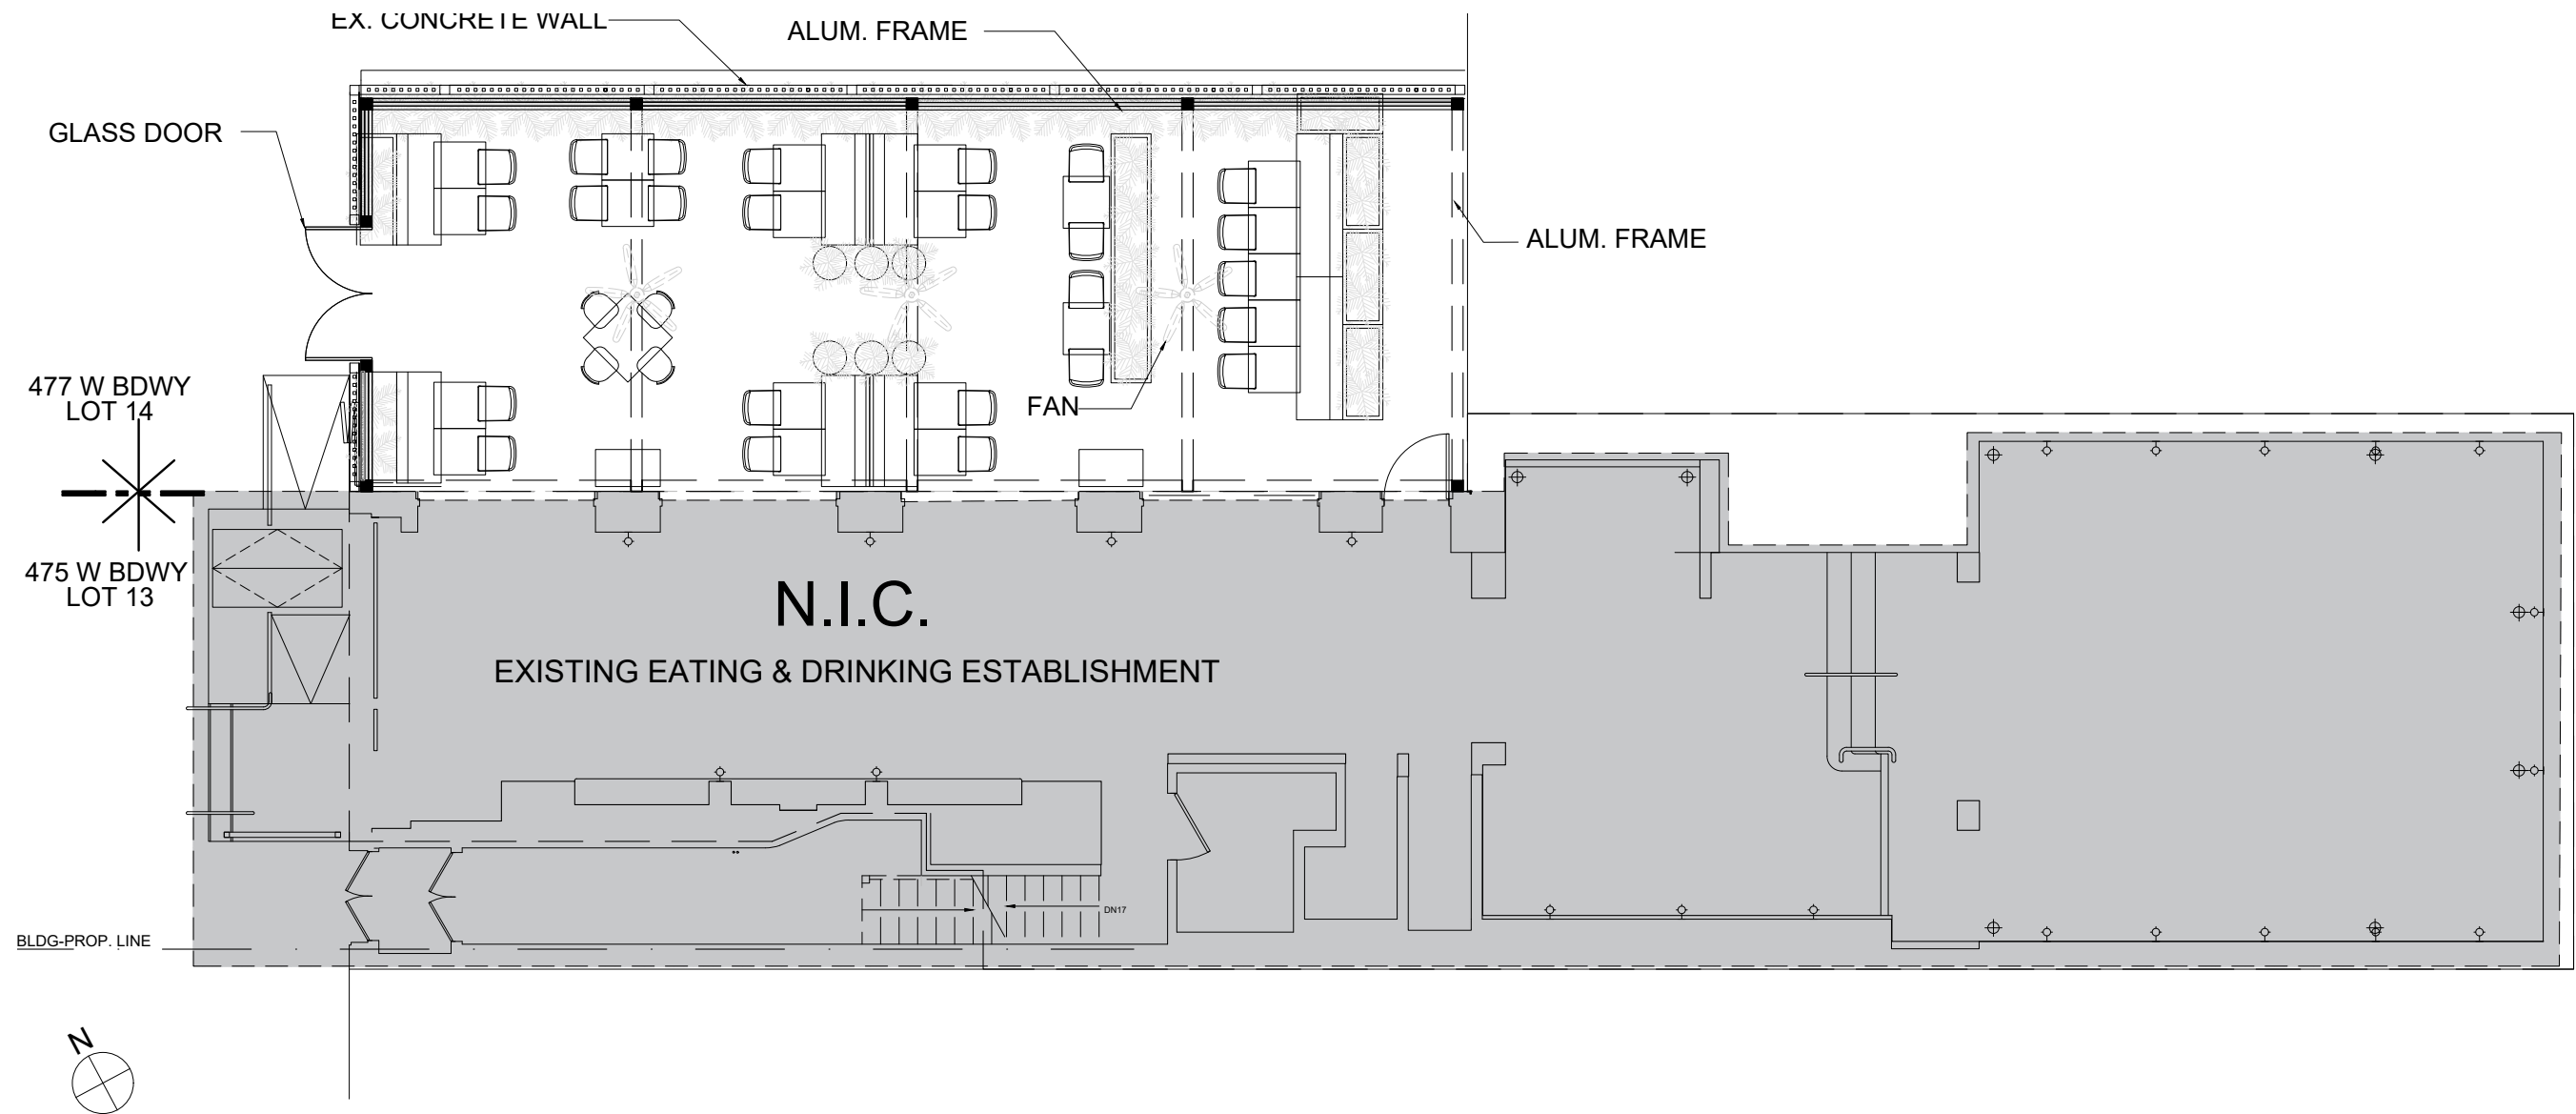 EX. CONCRETE WALL
ALUM. FRAME
GLASS DOOR
ALUM. FRAME
477 W BDWY
LOT 14
FAN
475 W BDWY
LOT 13
N.I.C.
EXISTING EATING & DRINKING ESTABLISHMENT
DN17
BLDG-PROP. LINE
N